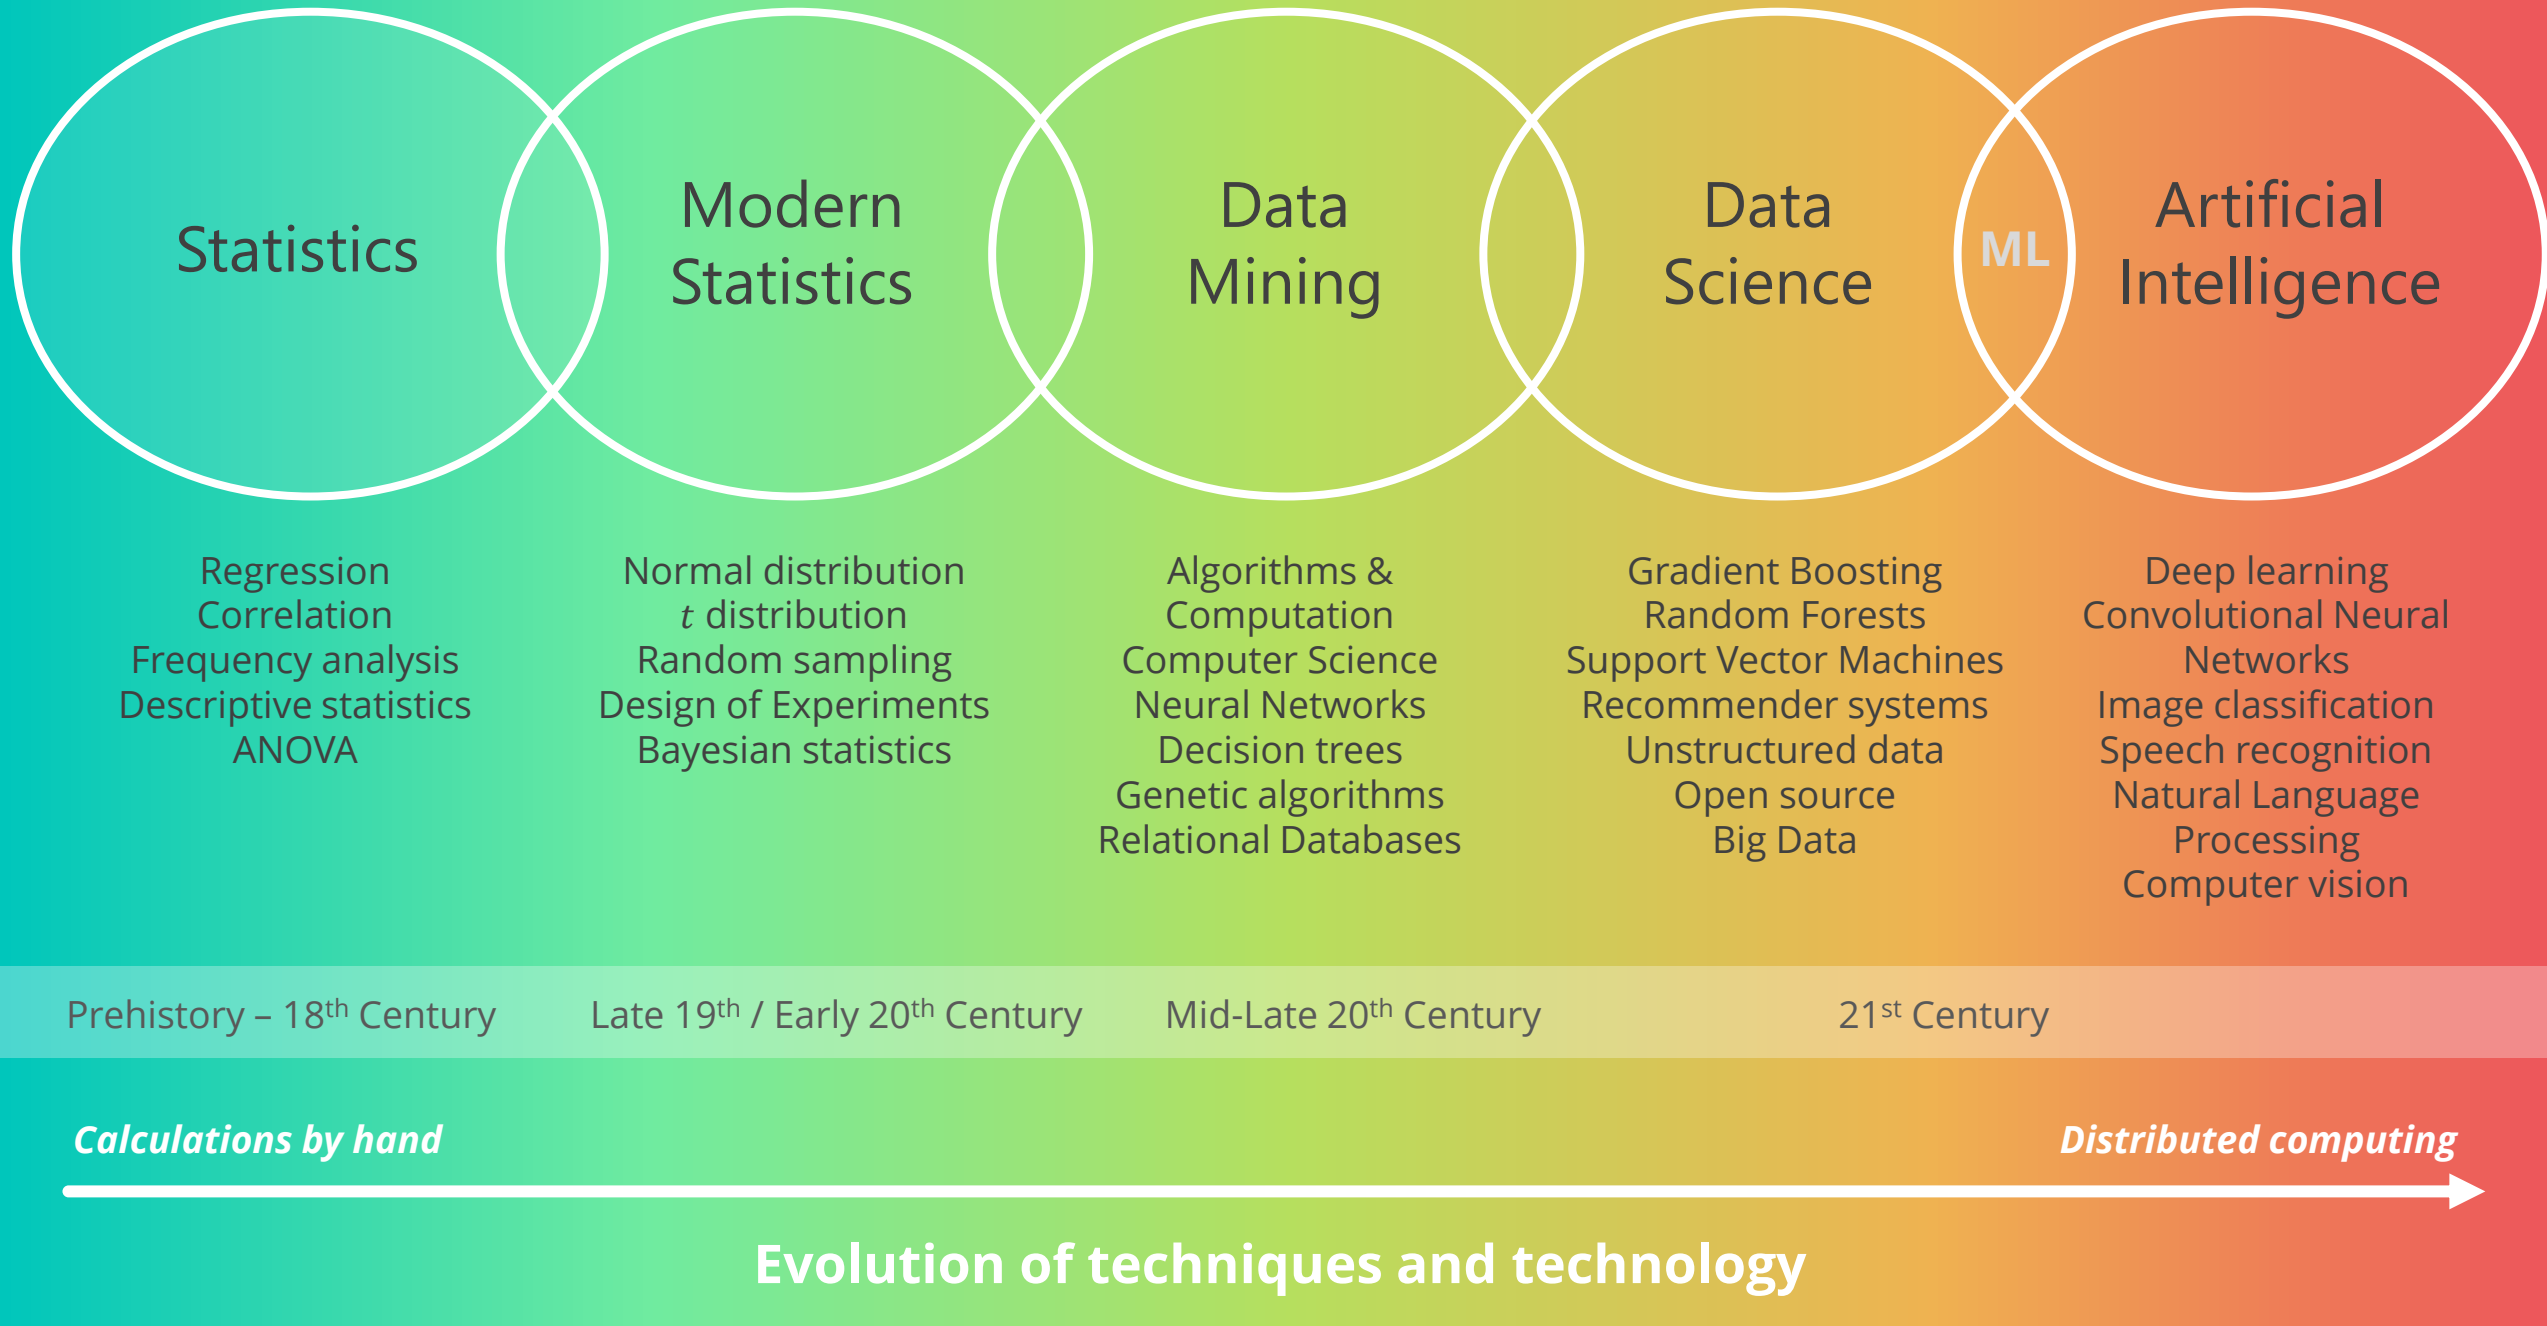 Statistics
Modern
Statistics
Data
Mining
Data
Science
ML
Artificial
Intelligence
Regression
Correlation
Frequency analysis
Descriptive statistics
ANOVA
Normal distribution
t distribution
Random sampling
Design of Experiments
Bayesian statistics
Algorithms &
Computation
Computer Science
Neural Networks
Decision trees
Genetic algorithms
Relational Databases
Gradient Boosting
Random Forests
Support Vector Machines
Recommender systems
Unstructured data
Open source
Big Data
Deep learning
Convolutional Neural
Networks
Image classification
Speech recognition
Natural Language
Processing
Computer vision
Prehistory – 18th Century
Late 19th / Early 20th Century
Mid-Late 20th Century
21st Century
Calculations by hand
Distributed computing
Evolution of techniques and technology